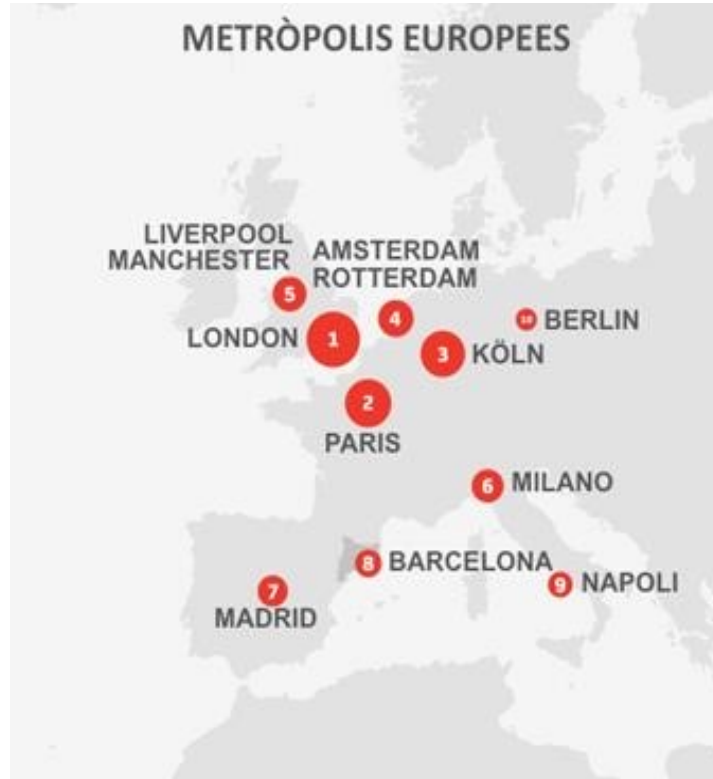 METRÒPOLIS EUROPEES
LIVERPOOL
MANCHESTER
AMSTERDAM
ROTTERDAM
5
4
10
BERLIN
LONDON
1
3
KÖLN
2
PARIS
6
MILANO
8
BARCELONA
9
NAPOLI
7
MADRID